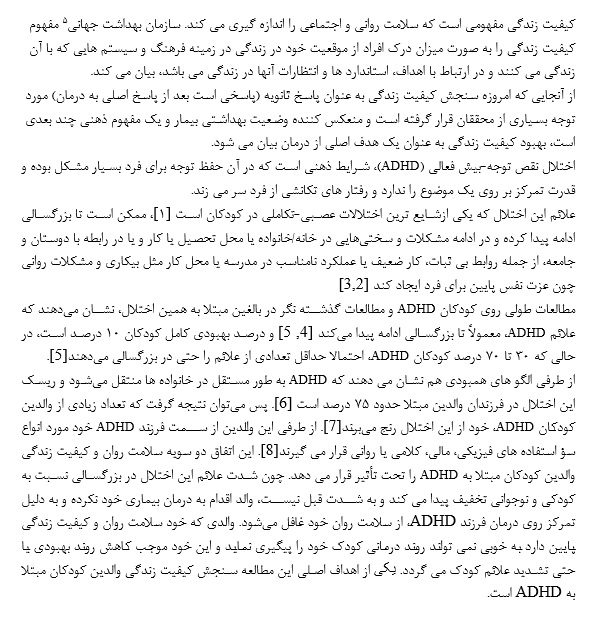 کیفیت زندگی مفهومی است که سلامت روانی و اجتماعی را اندازه گیری می کند. سازمان بهداشت جهانی۵ مفهوم
کیفیت زندگی را به صورت میزان درک افراد از موقعیت خود در زندگی در زمینه فرهنگ و سیستم هایی که با آن
زندگی می کنند و در ارتباط با اهداف، استاندارد ها و انتظارات آنها در زندگی می باشد، بیان می کند.
از آنجایی که امروزه سنجش کیفیت زندگی به عنوان پاسخ ثانویه (پاسخی است بعد از پاسخ اصلی به درمان) مورد
توجه بسیاری از محققان قرار گرفته است و منعکس کننده وضعیت بهداشتی بیمار و یک مفهوم ذهنی چند بعدی
است، بهبود کیفیت زندگی به عنوان یک هدف اصلی از درمان بیان می شود.
اختلال نقص توجه-بیش فعالی (ADHD)، شرایط ذهنی است که در آن حفظ توجه برای فرد بسیار مشکل بوده و
قدرت تمرکز بر روی یک موضوع را ندارد و رفتار های تکانشی از فرد سر می زند.
علائم این اختلال که یکی ازشایع ترین اختلالات عصبی-تکاملی در کودکان است [۱]، ممکن است تا بزرگسالی
ادامه پیدا کرده و در ادامه مشکلات و سختی‌هایی در خانه/خانواده یا محل تحصیل یا کار و یا در رابطه با دوستان و
جامعه، از جمله روابط بی ثبات، کار ضعیف یا عملکرد نامناسب در مدرسه یا محل کار مثل بیکاری و مشکلات روانی
چون عزت نفس پایین برای فرد ایجاد کند [3,2]
مطالعات طولی روی کودکان ADHD و مطالعات گذشته نگر در بالغین مبتلا به همین اختلال، نشان می‌دهند که
علائم ADHD، معمولاً تا بزرگسالی ادامه پیدا می‌کند [4, 5] و درصد بهبودی کامل کودکان ۱۰ درصد است، در
حالی که ۳۰ تا ۷۰ درصد کودکان ADHD، احتمالا حداقل تعدادی از علائم را حتی در بزرگسالی می‌دهند[5].
از طرفی الگو های همبودی هم نشان می دهند که ADHD به طور مستقل در خانواده ها منتقل می‌شود و ریسک
این اختلال در فرزندان والدین مبتلا حدود ۷۵ درصد است [6]. پس می‌توان نتیجه گرفت که تعداد زیادی از والدین
کودکان ADHD، خود از این اختلال رنج می‌برند[7]. از طرفی این والدین از سمت فرزند ADHD خود مورد انواع
سؤ استفاده های فیزیکی، مالی، کلامی یا روانی قرار می گیرند[8]. این اتفاق دو سویه سلامت روان و کیفیت زندگی
والدین کودکان مبتلا به ADHD را تحت تأثیر قرار می دهد. چون شدت علائم این اختلال در بزرگسالی نسبت به
کودکی و نوجوانی تخفیف پیدا می کند و به شدت قبل نیست، والد اقدام به درمان بیماری خود نکرده و به دلیل
تمرکز روی درمان فرزند ADHD، از سلامت روان خود غافل می‌شود. والدی که خود سلامت روان و کیفیت زندگی
پایین دارد به خوبی نمی تواند روند درمانی کودک خود را پیگیری نماید و این خود موجب کاهش روند بهبودی یا
حتی تشدید علائم کودک می گردد. یکی از اهداف اصلی این مطالعه سنجش کیفیت زندگی والدین کودکان مبتلا
به ADHD است.